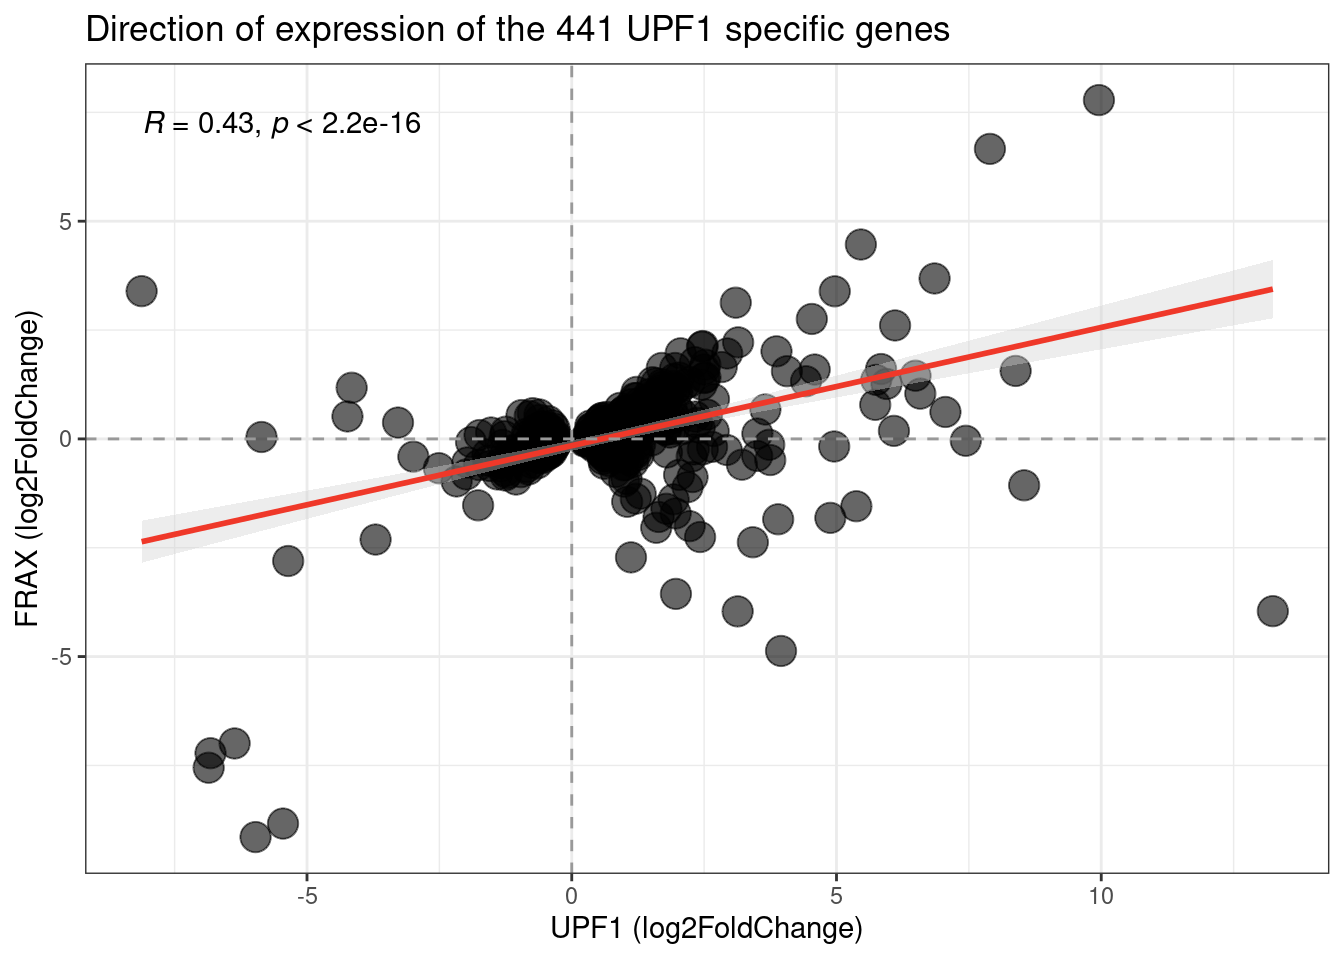 Direction of expression of the 441 UPF1 specific genes
R = 0.43, p < 2.2e-16
5
0
-5
FRAX (log2FoldChange)
-5
0
5
10
UPF1 (log2FoldChange)